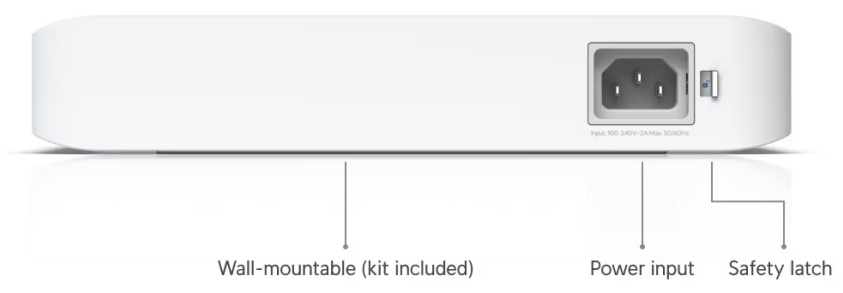 Input: 100-240V~2A Max, 50/60Hz
Wall-mountable (kit included)
Power input
Safety latch